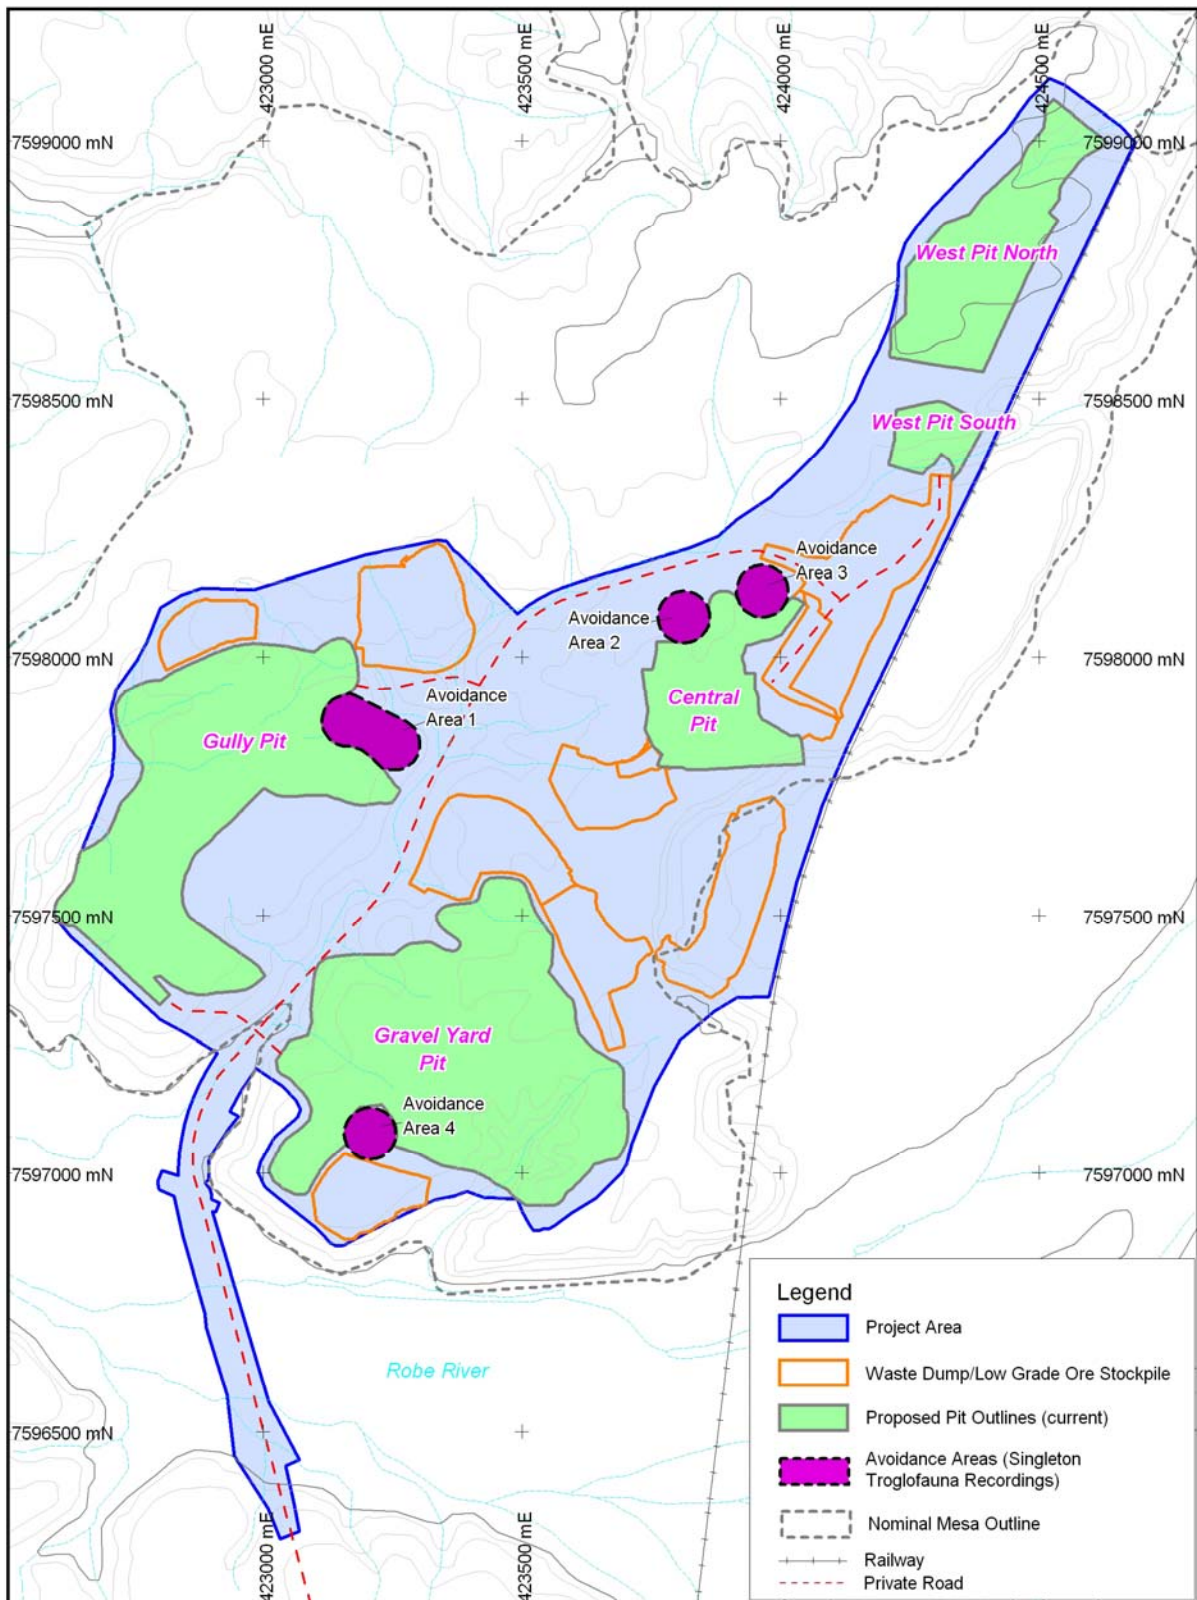 423000 mE
423500 mE
424000 mE
424500 mE
7599000 mN
7599000 mN
West Pit North
7598500 mN
7598500 mN
West Pit South
Avoidance
Area 3
Avoidance
Area 2
7598000 mN
7598000 mN
Avoidance
Area 1
Central
Pit
Gully Pit
7597500 mN
7597500 mN
Gravel Yard
Pit
Avoidance
Area 4
7597000 mN
7597000 mN
Robe River
7596500 mN
423000 mE
423500 mE
Legend
Project Area
Waste Dump/Low Grade Ore Stockpile
Proposed Pit Outlines (current)
Avoidance Areas (Singleton
Troglofauna Recordings)
Nominal Mesa Outline
Railway
Private Road